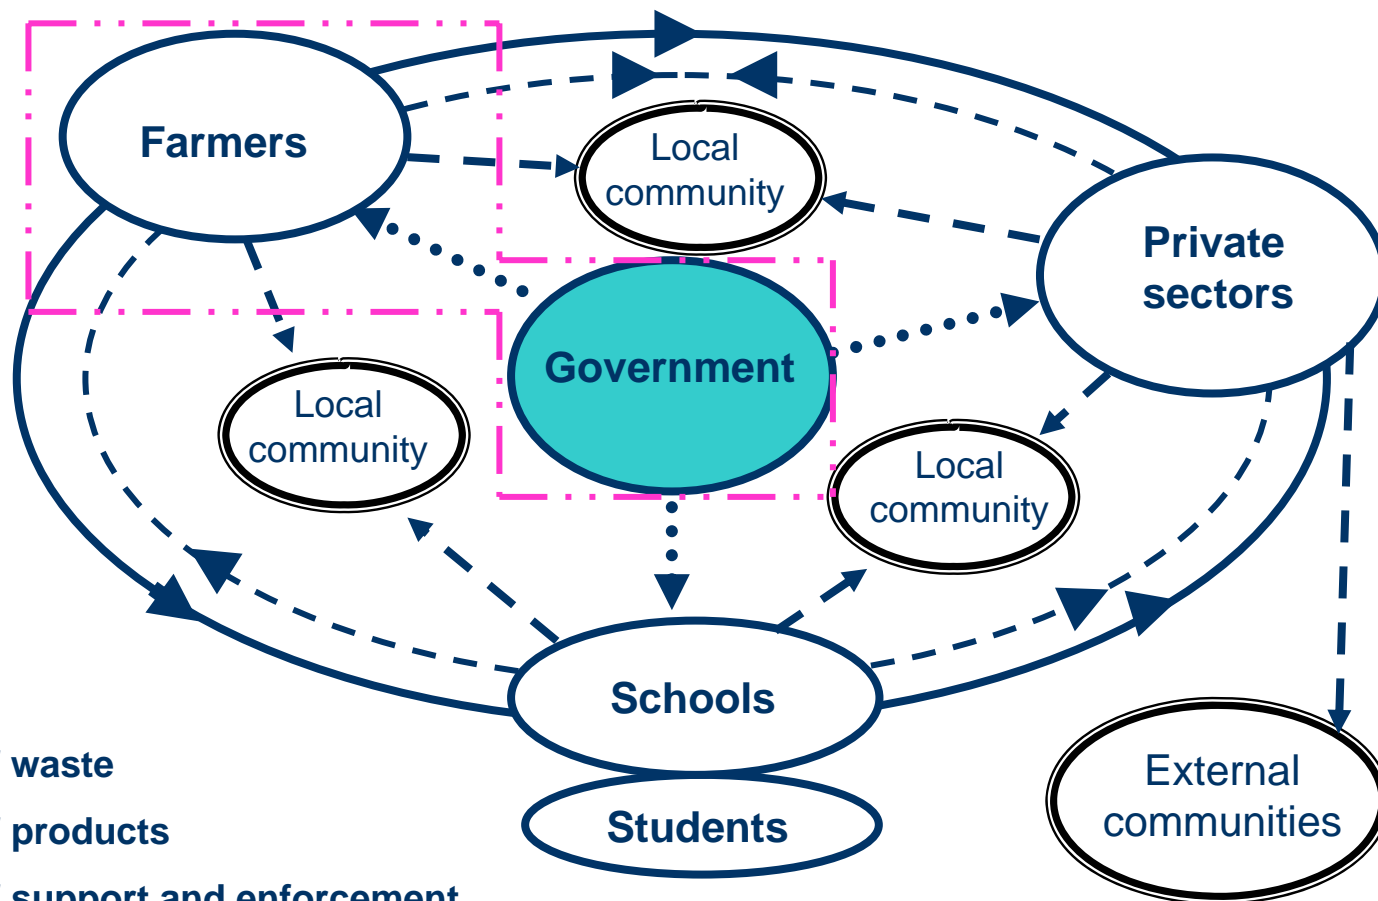 Farmers
Local
community
Private
sectors
Government
Local
community
Local
community
Schools
Students
External
communities
waste
products
support and enforcement